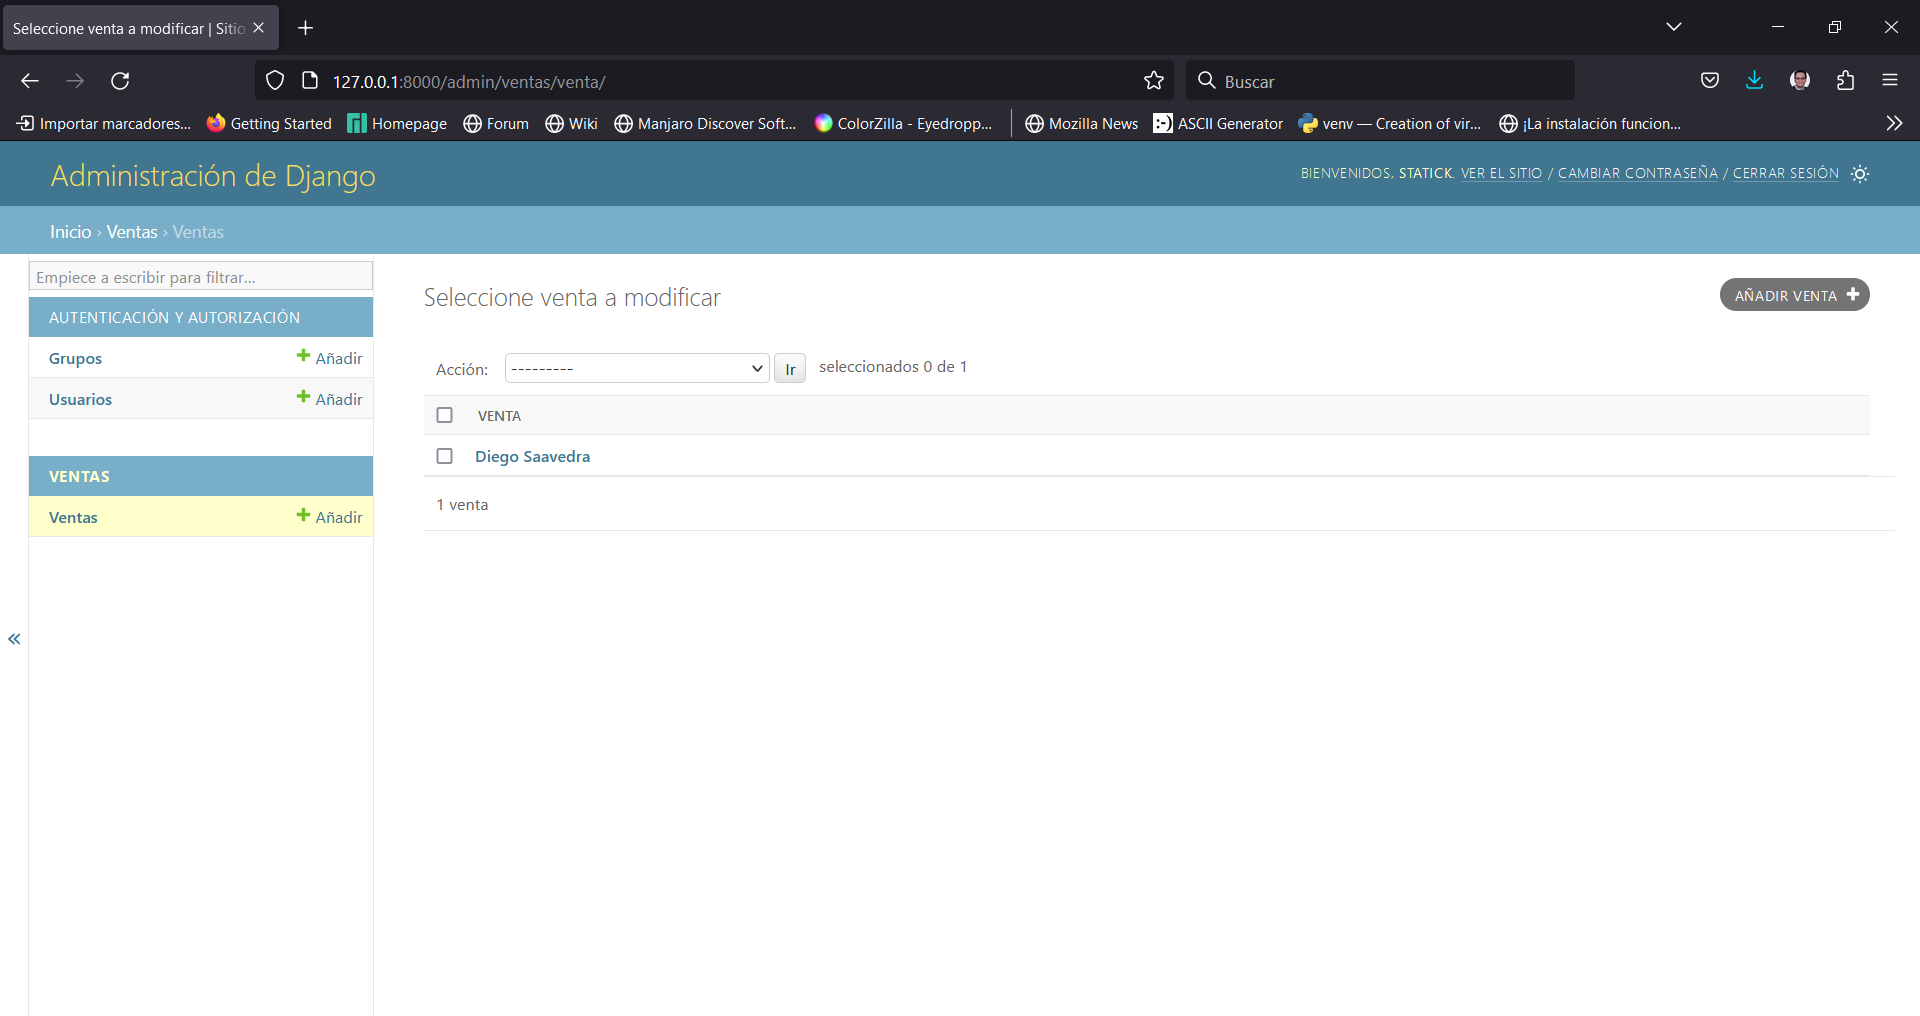 Seleccione venta a modificar | Sitio
127.0.0.1:8000/admin/ventas/venta/
Buscar
Importar marcadores...
Getting Started
Homepage
Forum
Wiki
Manjaro Discover Soft...
ColorZilla - Eyedropp...
Mozilla News
ASCII Generator
venv — Creation of vir...
¡La instalación funcion...
Administración de Django
BIENVENIDOS, STATICK. VER EL SITIO / CAMBIAR CONTRASEÑA / CERRAR SESIÓN
Inicio › Ventas › Ventas
Empiece a escribir para filtrar...
AUTENTICACIÓN Y AUTORIZACIÓN
Grupos
Añadir
Usuarios
Añadir
VENTAS
Ventas
Añadir
Seleccione venta a modificar
AÑADIR VENTA
Acción:
---------
Ir
seleccionados 0 de 1
VENTA
Diego Saavedra
1 venta